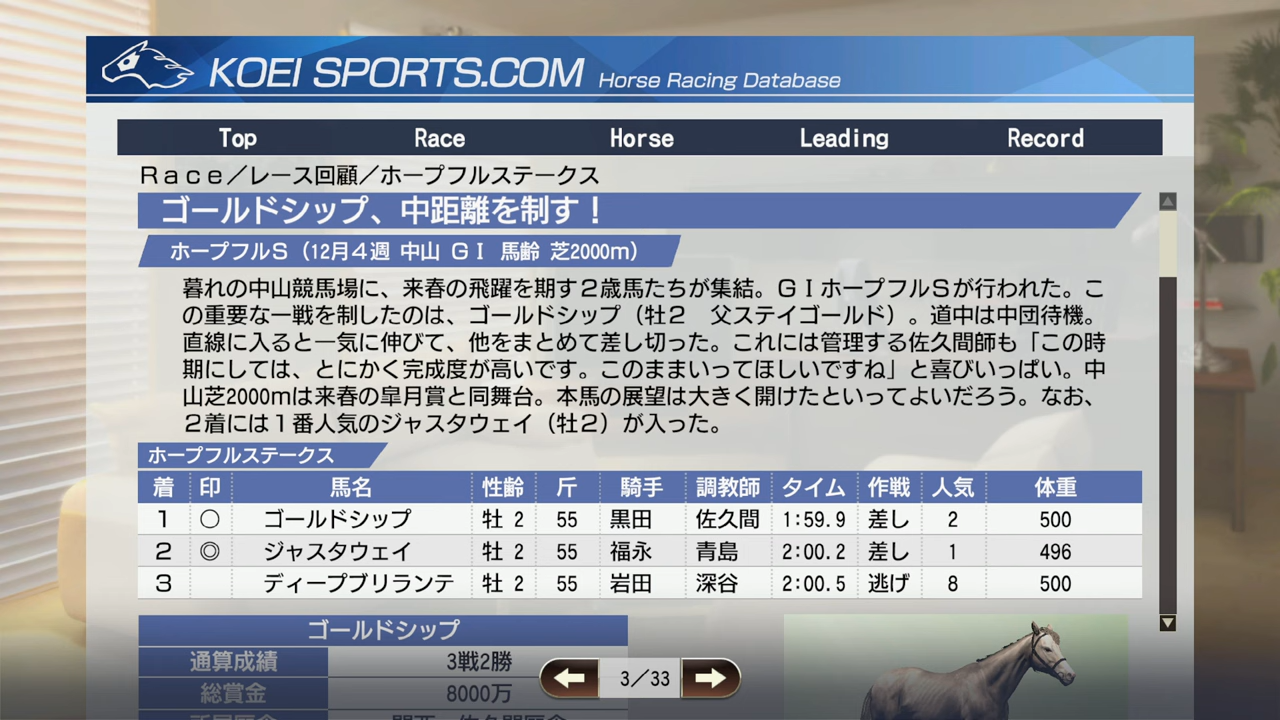 KOEI SPORTS.COM Horse Racing Database
Top Race Horse Leading Record
Ｒａｃｅ／レース回顧／ホープフルステークス
ゴールドシップ、中距離を制す！
ホープフルＳ（12月４週 中山 ＧⅠ 馬齢 芝2000m）
暮れの中山競馬場に、来春の飛躍を期す２歳馬たちが集結。ＧⅠホープフルＳが行われた。こ
の重要な一戦を制したのは、ゴールドシップ（牡２　父ステイゴールド）。道中は中団待機。
直線に入ると一気に伸びて、他をまとめて差し切った。これには管理する佐久間師も「この時
期にしては、とにかく完成度が高いです。このままいってほしいですね」と喜びいっぱい。中
山芝2000mは来春の皐月賞と同舞台。本馬の展望は大きく開けたといってよいだろう。なお、
２着には１番人気のジャスタウェイ（牡２）が入った。
ホープフルステークス
着 印 馬名 性齢 斤 騎手 調教師 タイム 作戦 人気 体重
1 ○ ゴールドシップ 牡 2 55 黒田 佐久間 1:59.9 差し 2 500
2 ◎ ジャスタウェイ 牡 2 55 福永 青島 2:00.2 差し 1 496
3 ディープブリランテ 牡 2 55 岩田 深谷 2:00.5 逃げ 8 500
ゴールドシップ
通算成績 3戦2勝
総賞金 8000万
3／33